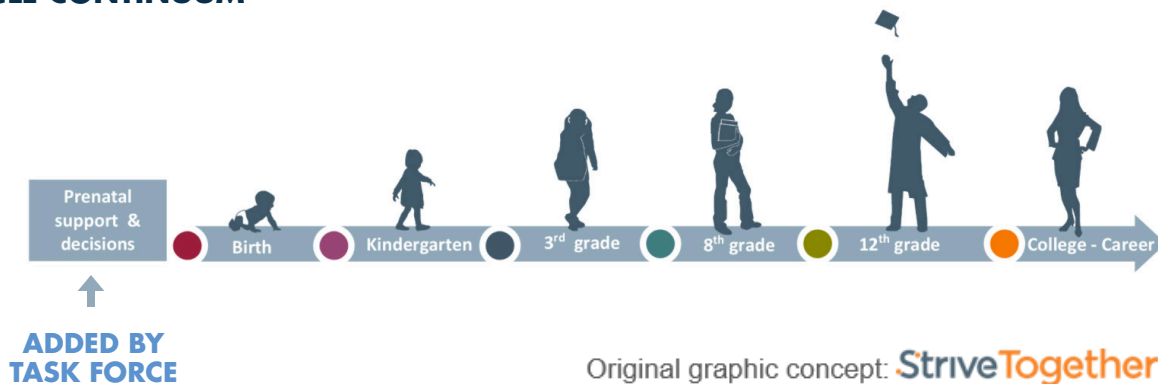 Prenatal
support & 
decisions
Birth
Kindergarten
3rd grade
8th grade
12th grade
College - Career
ADDED BY
TASK FORCE
Original graphic concept: StriveTogether